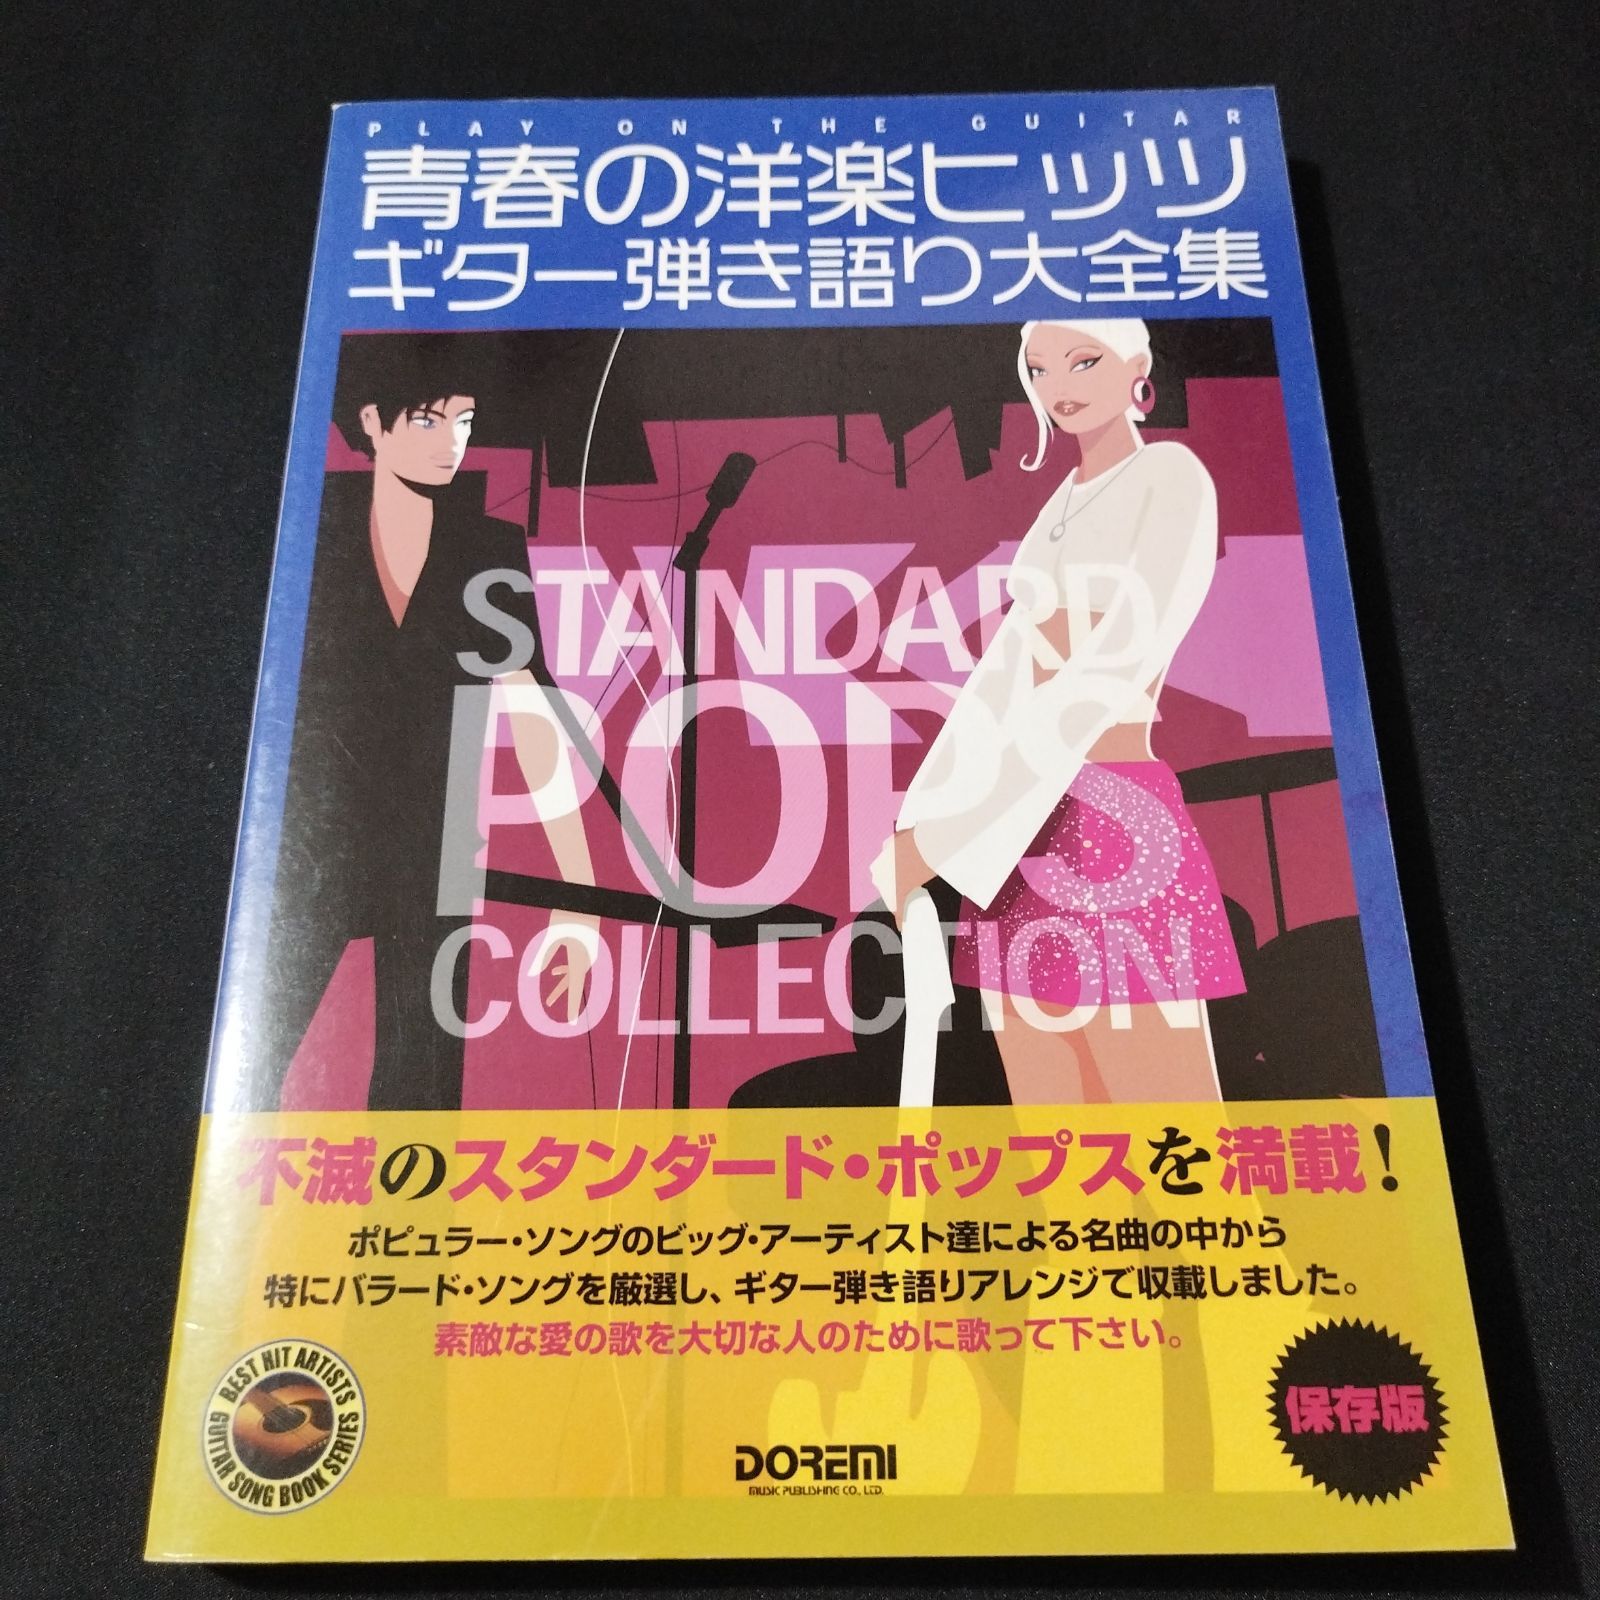 PLAY ON THE GUITAR
青春の洋楽ヒッツ
ギター弾き語り大全集
STANDARD
POPS
COLLECTION
不滅のスタンダード・ポップスを満載！
ポピュラー・ソングのビッグ・アーティスト達による名曲の中から
特にバラード・ソングを厳選し、ギター弾き語りアレンジで収載しました。
素敵な愛の歌を大切な人のために歌って下さい。
BEST HIT ARTISTS
GUITAR SONG BOOK SERIES
保存版
DOREMI
MUSIC PUBLISHING CO., LTD.